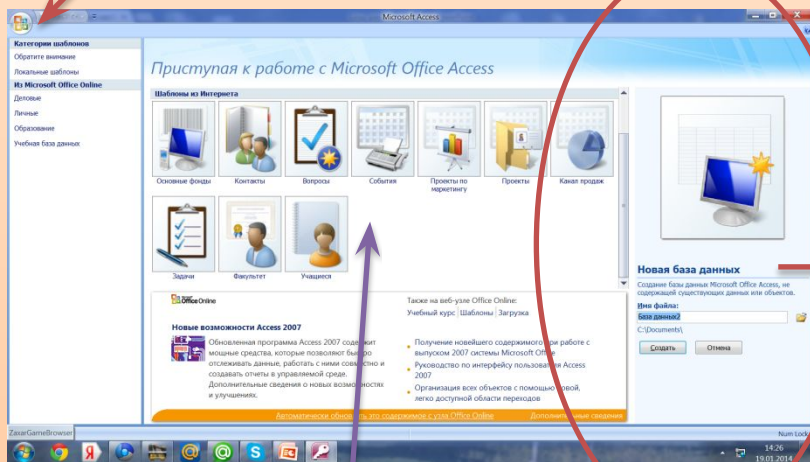 Microsoft Access
Категории шаблонов
Обратите внимание
Локальные шаблоны
Из Microsoft Office Online
Деловые
Личные
Образование
Учебная база данных
Приступая к работе с Microsoft Office Access
Шаблоны из Интернета
Основные фонды
Контакты
Вопросы
События
Проекты по
маркетингу
Проекты
Канал продаж
Задачи
Факультет
Учащиеся
Office Online
Новые возможности Access 2007
Обновленная программа Access 2007 содержит
мощные средства, которые позволяют быстро
отслеживать данные, работать с ними совместно и
создавать отчеты в управляемой среде.
Дополнительные сведения о новых возможностях
и улучшениях.
Также на веб-узле Office Online:
Учебный курс | Шаблоны | Загрузка
Получение новейшего содержимого при работе с
выпуском 2007 системы Microsoft Office
Руководство по интерфейсу пользователя Access
2007
Организация всех объектов с помощью новой,
легко доступной области переходов
Автоматически обновлять это содержимое с узла Office Online
Дополнительные сведения
Новая база данных
Создание базы данных Microsoft Office Access, не
содержащей существующих данных или объектов.
Имя файла:
База данных2
C:\Documents\
Создать
Отмена
Num Lock
ZaxarGameBrowser
14:26
19.01.2014